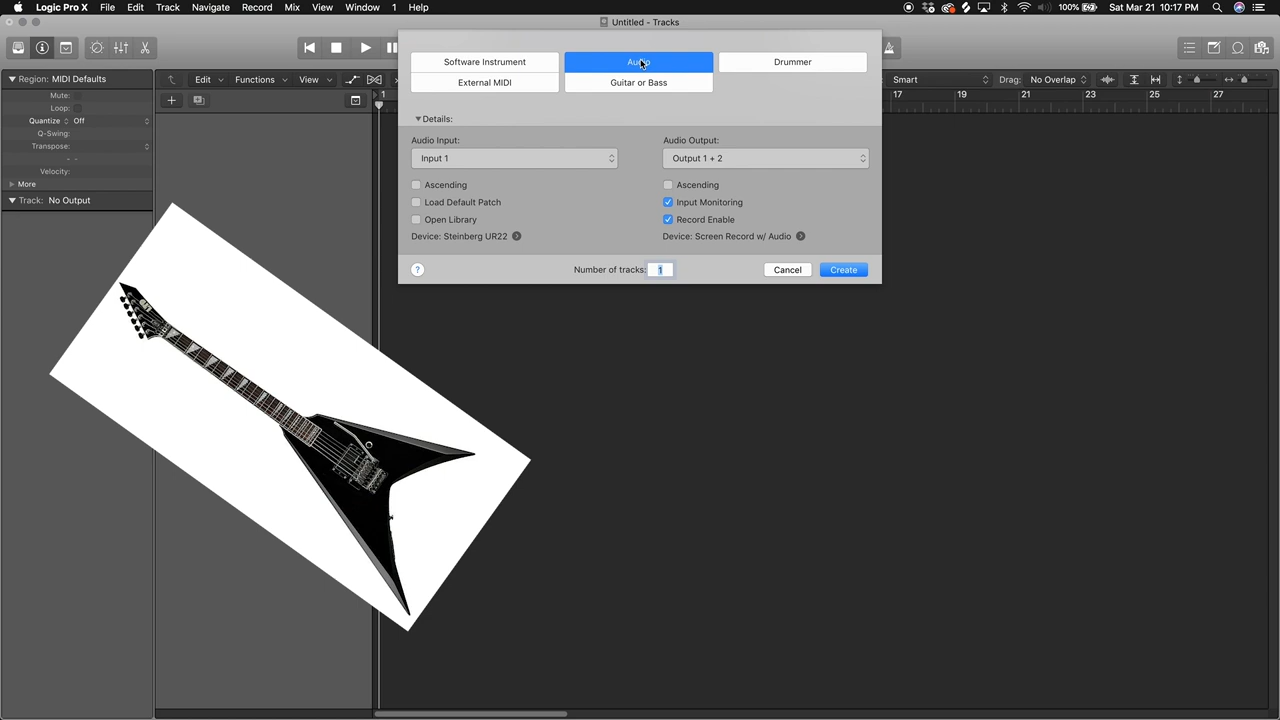 Logic Pro X File Edit Track Navigate Record Mix View Window 1 Help 100% Sat Mar 21 10:17 PM
Untitled - Tracks
Software Instrument Audio Drummer
External MIDI Guitar or Bass
Region: MIDI Defaults Edit Functions View Smart Drag: No Overlap
Mute:
Loop:
Quantize Off
Q-Swing:
Transpose:
Velocity:
More
Track: No Output
1 17 19 21 23 25 27
Details:
Audio Input: Audio Output:
Input 1 Output 1 + 2
Ascending Ascending
Load Default Patch Input Monitoring
Open Library Record Enable
Device: Steinberg UR22 Device: Screen Record w/ Audio
? Number of tracks: 1 Cancel Create